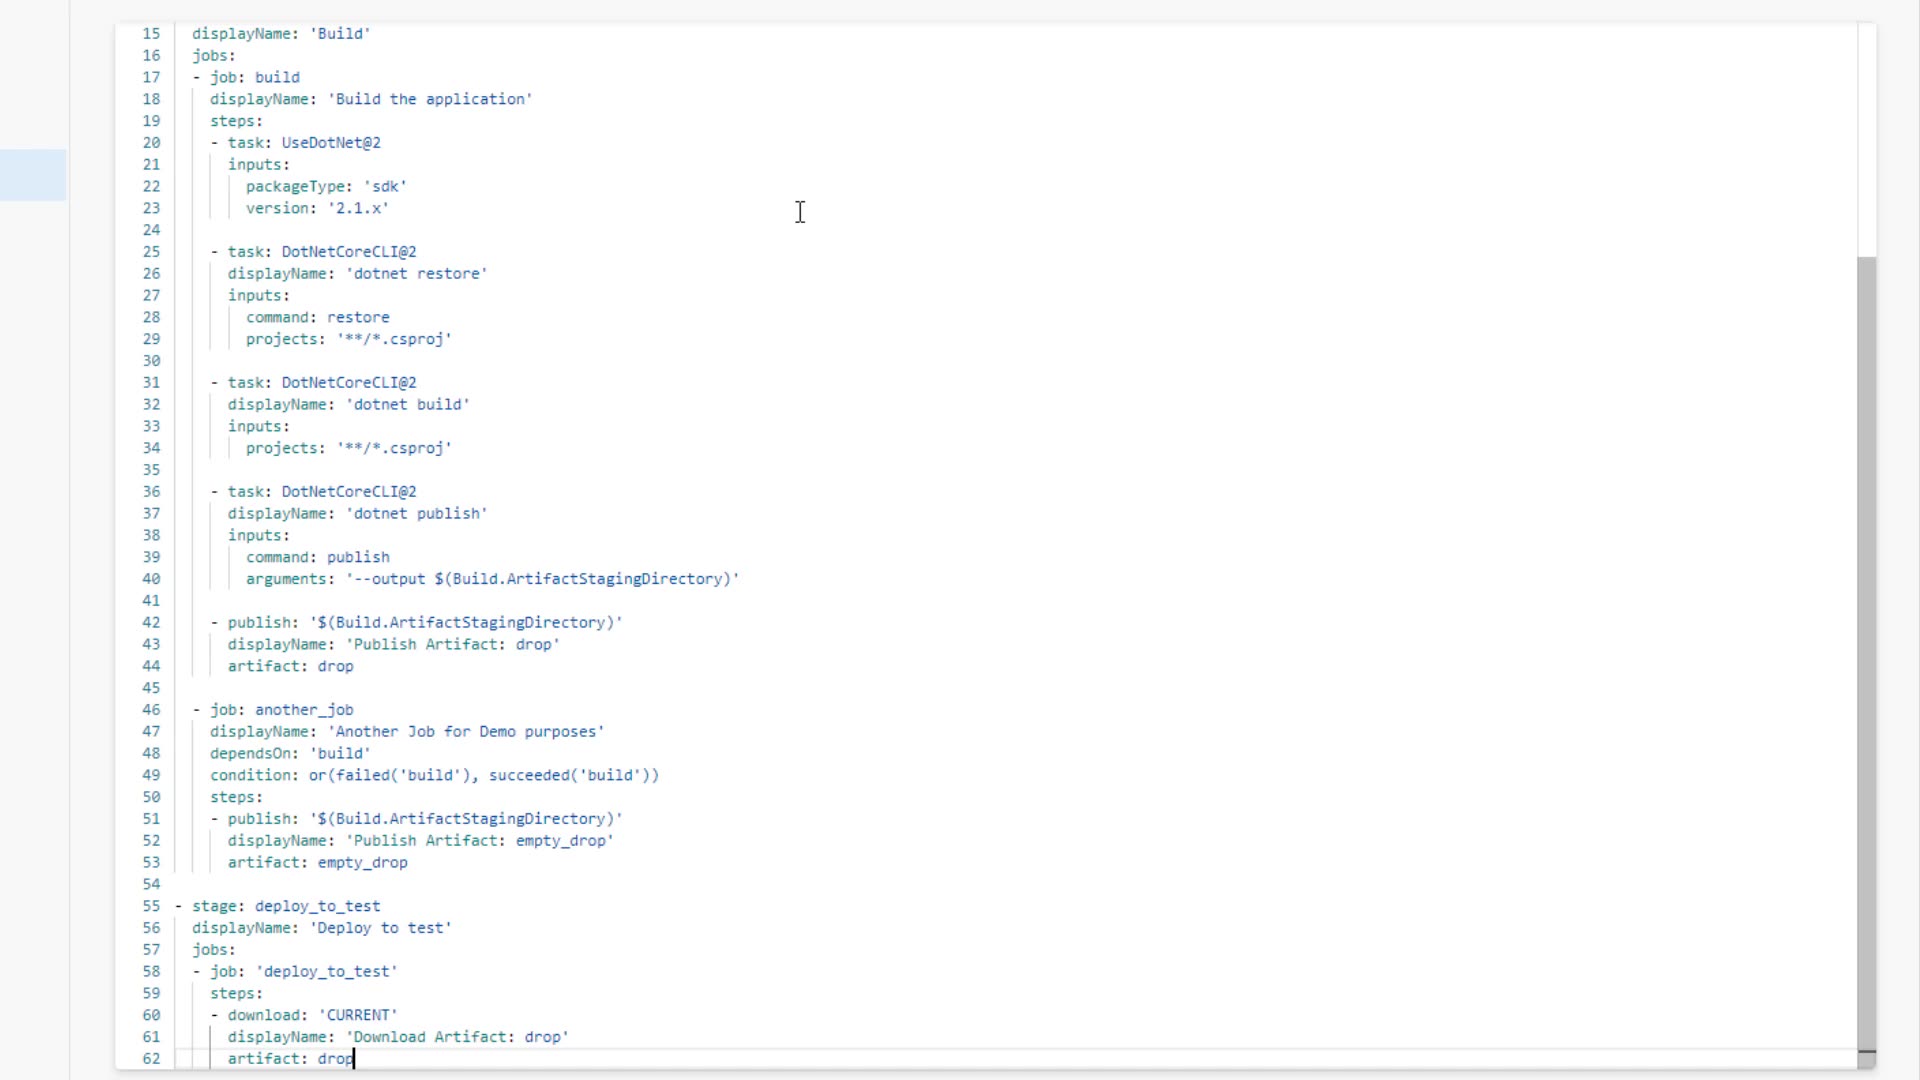 15 displayName: 'Build'
16 jobs:
17 - job: build
18 displayName: 'Build the application'
19 steps:
20 - task: UseDotNet@2
21 inputs:
22 packageType: 'sdk'
23 version: '2.1.x'
24
25 - task: DotNetCoreCLI@2
26 displayName: 'dotnet restore'
27 inputs:
28 command: restore
29 projects: '**/*.csproj'
30
31 - task: DotNetCoreCLI@2
32 displayName: 'dotnet build'
33 inputs:
34 projects: '**/*.csproj'
35
36 - task: DotNetCoreCLI@2
37 displayName: 'dotnet publish'
38 inputs:
39 command: publish
40 arguments: '--output $(Build.ArtifactStagingDirectory)'
41
42 - publish: '$(Build.ArtifactStagingDirectory)'
43 displayName: 'Publish Artifact: drop'
44 artifact: drop
45
46 - job: another_job
47 displayName: 'Another Job for Demo purposes'
48 dependsOn: 'build'
49 condition: or(failed('build'), succeeded('build'))
50 steps:
51 - publish: '$(Build.ArtifactStagingDirectory)'
52 displayName: 'Publish Artifact: empty_drop'
53 artifact: empty_drop
54
55 - stage: deploy_to_test
56 displayName: 'Deploy to test'
57 jobs:
58 - job: 'deploy_to_test'
59 steps:
60 - download: 'CURRENT'
61 displayName: 'Download Artifact: drop'
62 artifact: drop